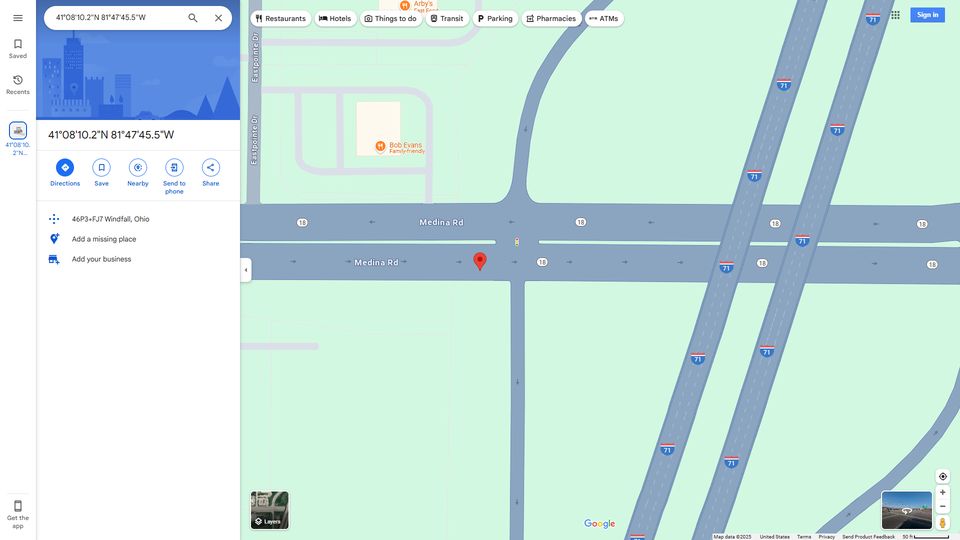 41°08'10.2"N 81°47'45.5"W
Restaurants
Hotels
Things to do
Transit
Parking
Pharmacies
ATMs
Sign in
Saved
Recents
41°08'10.
2"N...
41°08'10.2"N 81°47'45.5"W
Directions
Save
Nearby
Send to
phone
Share
46P3+FJ7 Windfall, Ohio
Add a missing place
Add your business
Get the
app
Arby's
Fast Food
Eastpointe Dr
Eastpointe Dr
Bob Evans
Family-friendly
71
71
71
71
71
18
Medina Rd
18
18
18
71
Medina Rd
18
71
18
18
71
71
71
71
71
Layers
Google
Map data ©2025
United States
Terms
Privacy
Send Product Feedback
50 ft